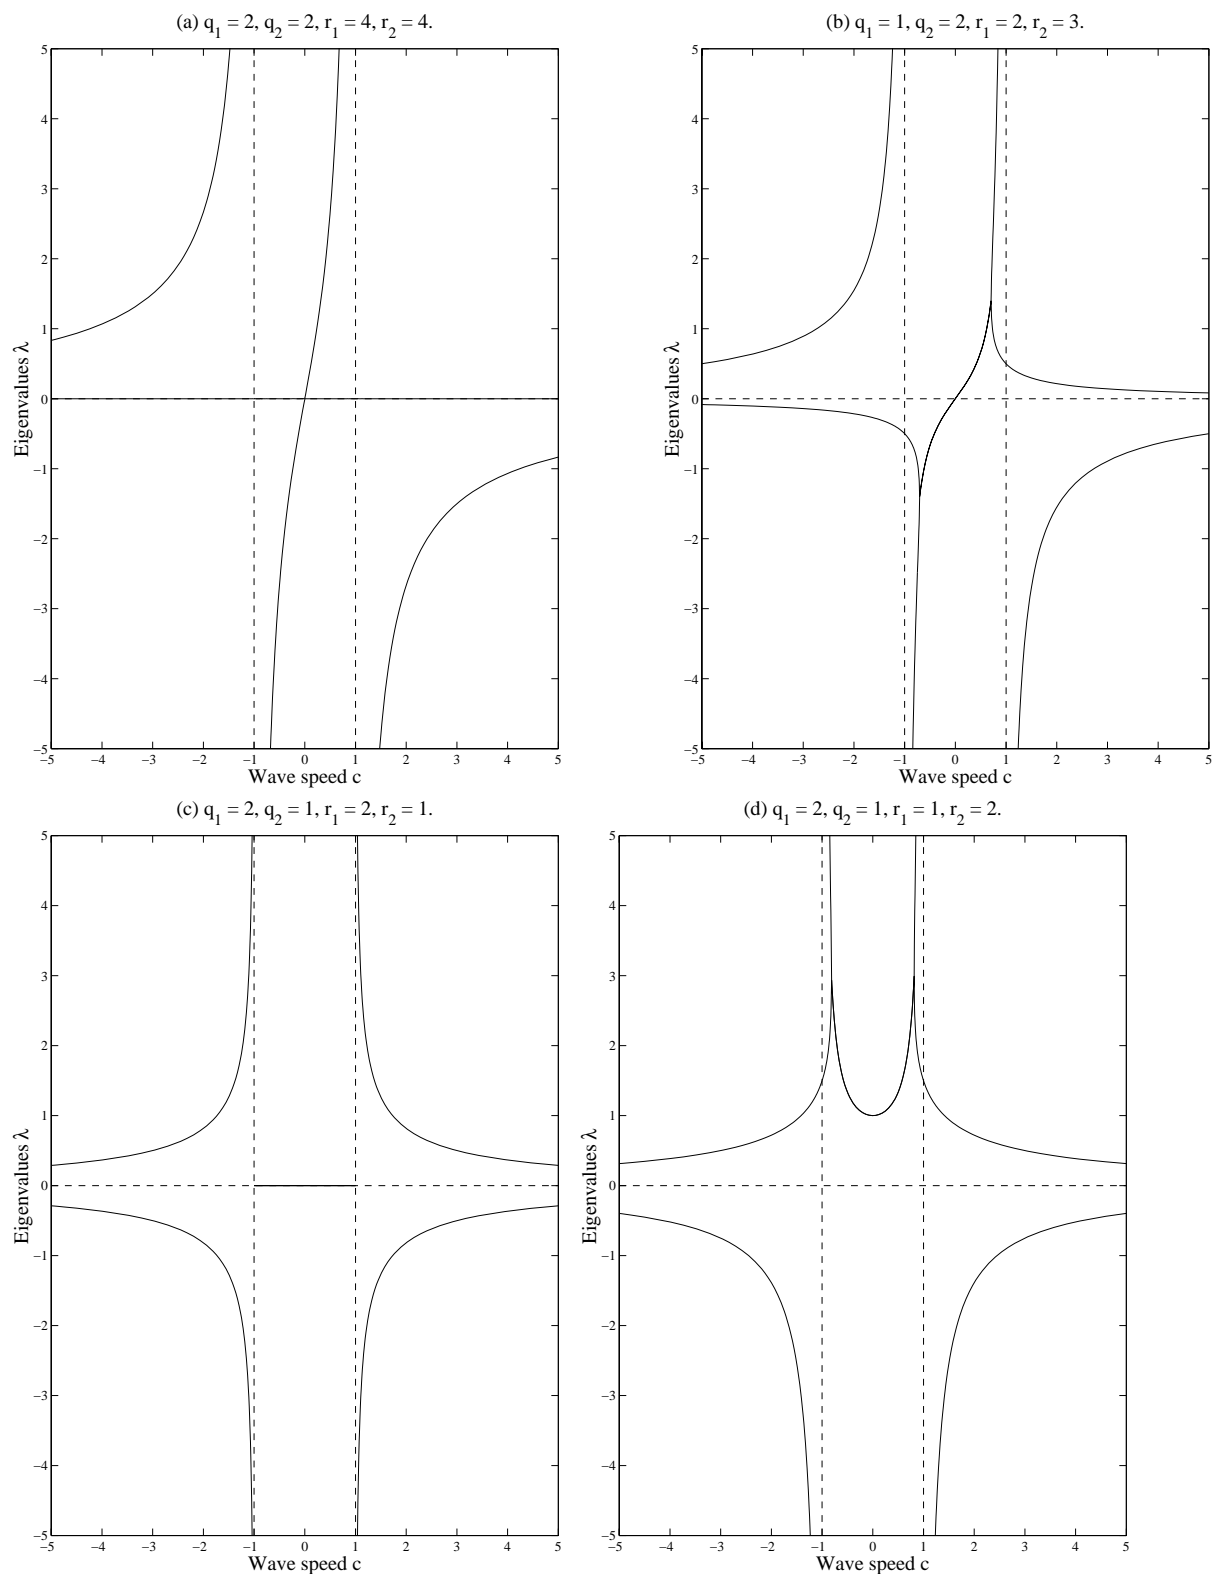 (a) q₁ = 2, q₂ = 2, r₁ = 4, r₂ = 4.
5
4
3
2
1
0
−1
−2
−3
−4
−5
Eigenvalues λ
−5 −4 −3 −2 −1 0 1 2 3 4 5
Wave speed c
(b) q₁ = 1, q₂ = 2, r₁ = 2, r₂ = 3.
5
4
3
2
1
0
−1
−2
−3
−4
−5
Eigenvalues λ
−5 −4 −3 −2 −1 0 1 2 3 4 5
Wave speed c
(c) q₁ = 2, q₂ = 1, r₁ = 2, r₂ = 1.
5
4
3
2
1
0
−1
−2
−3
−4
−5
Eigenvalues λ
−5 −4 −3 −2 −1 0 1 2 3 4 5
Wave speed c
(d) q₁ = 2, q₂ = 1, r₁ = 1, r₂ = 2.
5
4
3
2
1
0
−1
−2
−3
−4
−5
Eigenvalues λ
−5 −4 −3 −2 −1 0 1 2 3 4 5
Wave speed c